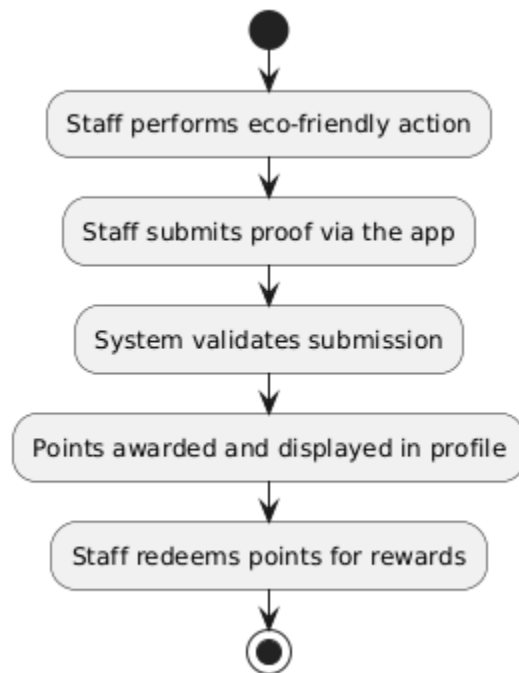 Staff performs eco-friendly action
Staff submits proof via the app
System validates submission
Points awarded and displayed in profile
Staff redeems points for rewards